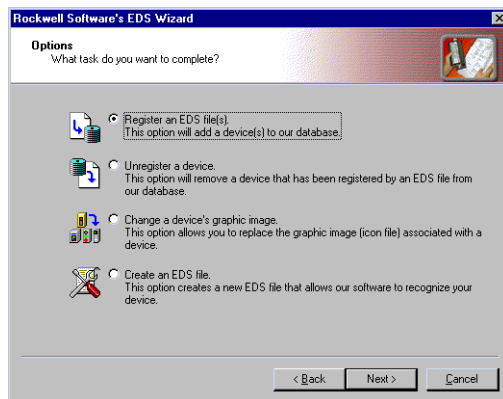 Rockwell Software's EDS Wizard
Options
What task do you want to complete?
Register an EDS file(s).
This option will add a device(s) to our database.
Unregister a device.
This option will remove a device that has been registered by an EDS file from
our database.
Change a device's graphic image.
This option allows you to replace the graphic image (icon file) associated with a
device.
Create an EDS file.
This option creates a new EDS file that allows our software to recognize your
device.
< Back
Next >
Cancel